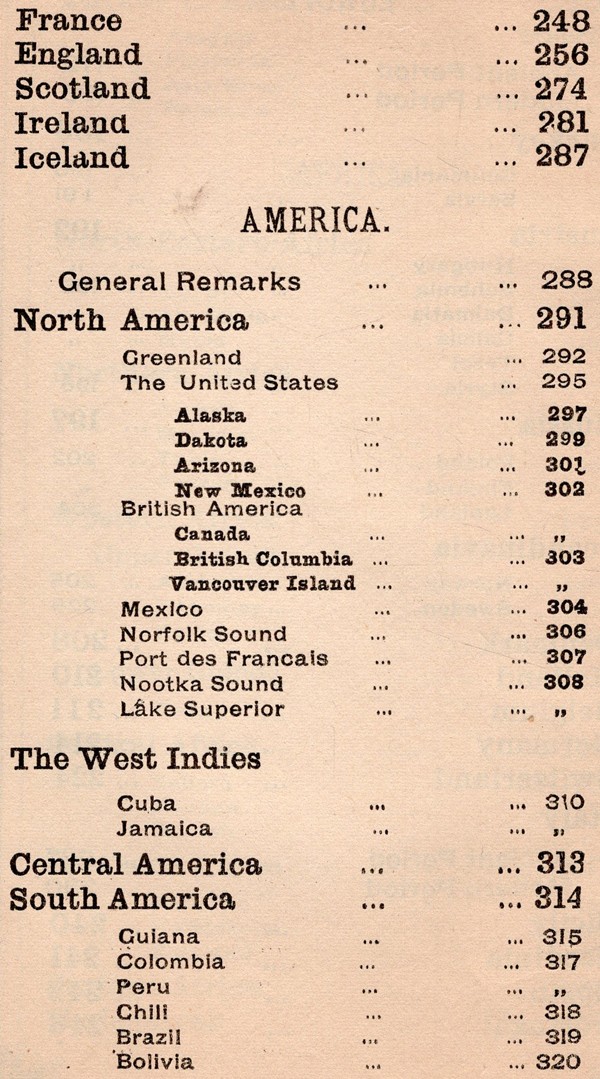 France ... ... 248
England ... ... 256
Scotland ... ... 274
Ireland ... ... 281
Iceland ... ... 287
AMERICA.
General Remarks ... ... 288
North America ... ... 291
Greenland ... 292
The United States ... 295
Alaska ... ... 297
Dakota ... ... 299
Arizona ... ... 301
New Mexico ... ... 302
British America
Canada ... ... „
British Columbia ... ... 303
Vancouver Island ... ... „
Mexico ... ... 304
Norfolk Sound ... ... 306
Port des Francais ... ... 307
Nootka Sound ... ... 308
Lake Superior ... ... „
The West Indies
Cuba ... ... 310
Jamaica ... ... „
Central America ... ... 313
South America ... ... 314
Guiana ... ... 315
Colombia ... ... 317
Peru ... ... „
Chili ... ... 318
Brazil ... ... 319
Bolivia ... ... 320